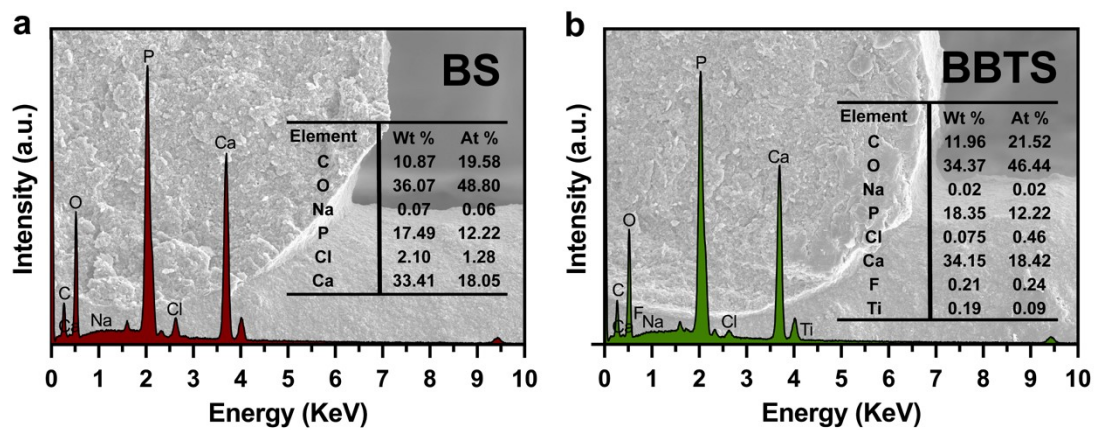 a
BS
Intensity (a.u.)
P
Ca
O
C
Ca
Na
Cl
Element Wt % At %
C 10.87 19.58
O 36.07 48.80
Na 0.07 0.06
P 17.49 12.22
Cl 2.10 1.28
Ca 33.41 18.05
0 1 2 3 4 5 6 7 8 9 10
Energy (KeV)
b
BBTS
Intensity (a.u.)
P
Ca
O
C
Ca
F
Na
Cl
Ti
Element Wt % At %
C 11.96 21.52
O 34.37 46.44
Na 0.02 0.02
P 18.35 12.22
Cl 0.075 0.46
Ca 34.15 18.42
F 0.21 0.24
Ti 0.19 0.09
0 1 2 3 4 5 6 7 8 9 10
Energy (KeV)